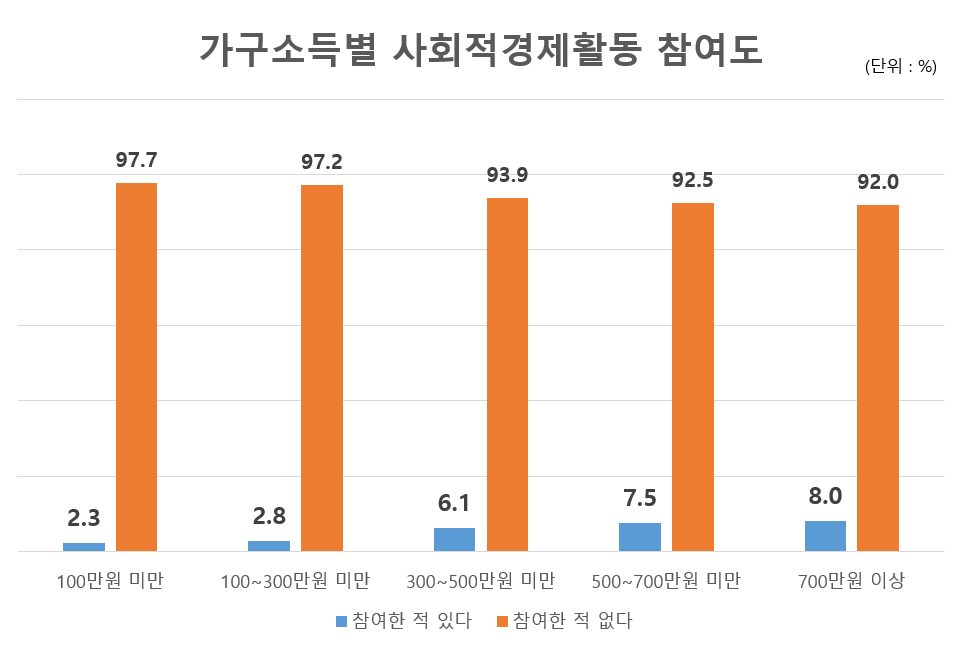 가구소득별 사회적경제활동 참여도
(단위 : %)
97.7
97.2
93.9
92.5
92.0
2.3
2.8
6.1
7.5
8.0
100만원 미만
100~300만원 미만
300~500만원 미만
500~700만원 미만
700만원 이상
참여한 적 있다
참여한 적 없다